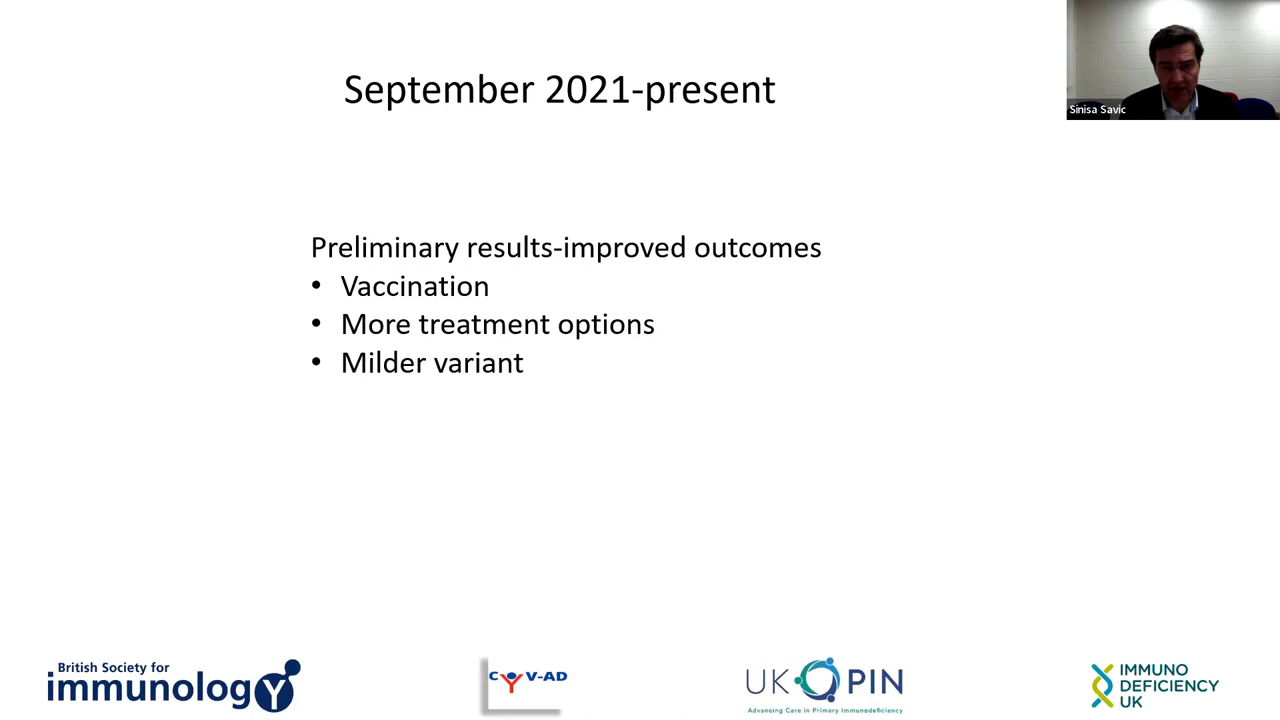 September 2021-present
Sinisa Savic
Preliminary results-improved outcomes
• Vaccination
• More treatment options
• Milder variant
British Society for
immunology
C V-AD
UK PIN
Advancing Care in Primary Immunodeficiency
IMMUNO
DEFICIENCY
UK